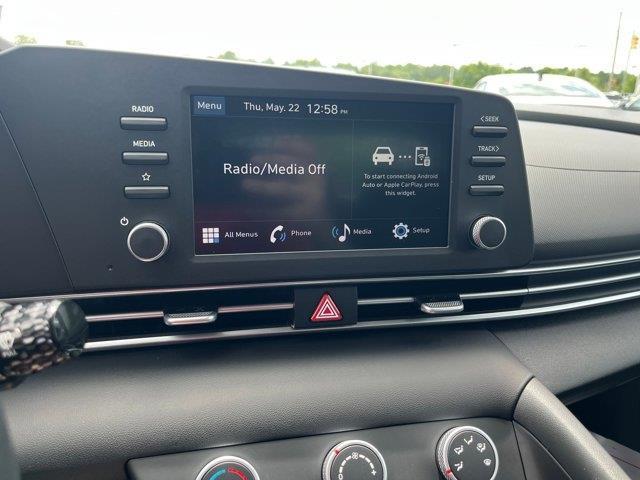 RADIO
MEDIA
Menu Thu, May. 22 12:58 PM
Radio/Media Off
To start connecting Android
Auto or Apple CarPlay, press
this widget.
All Menus Phone Media Setup
<SEEK
TRACK>
SETUP